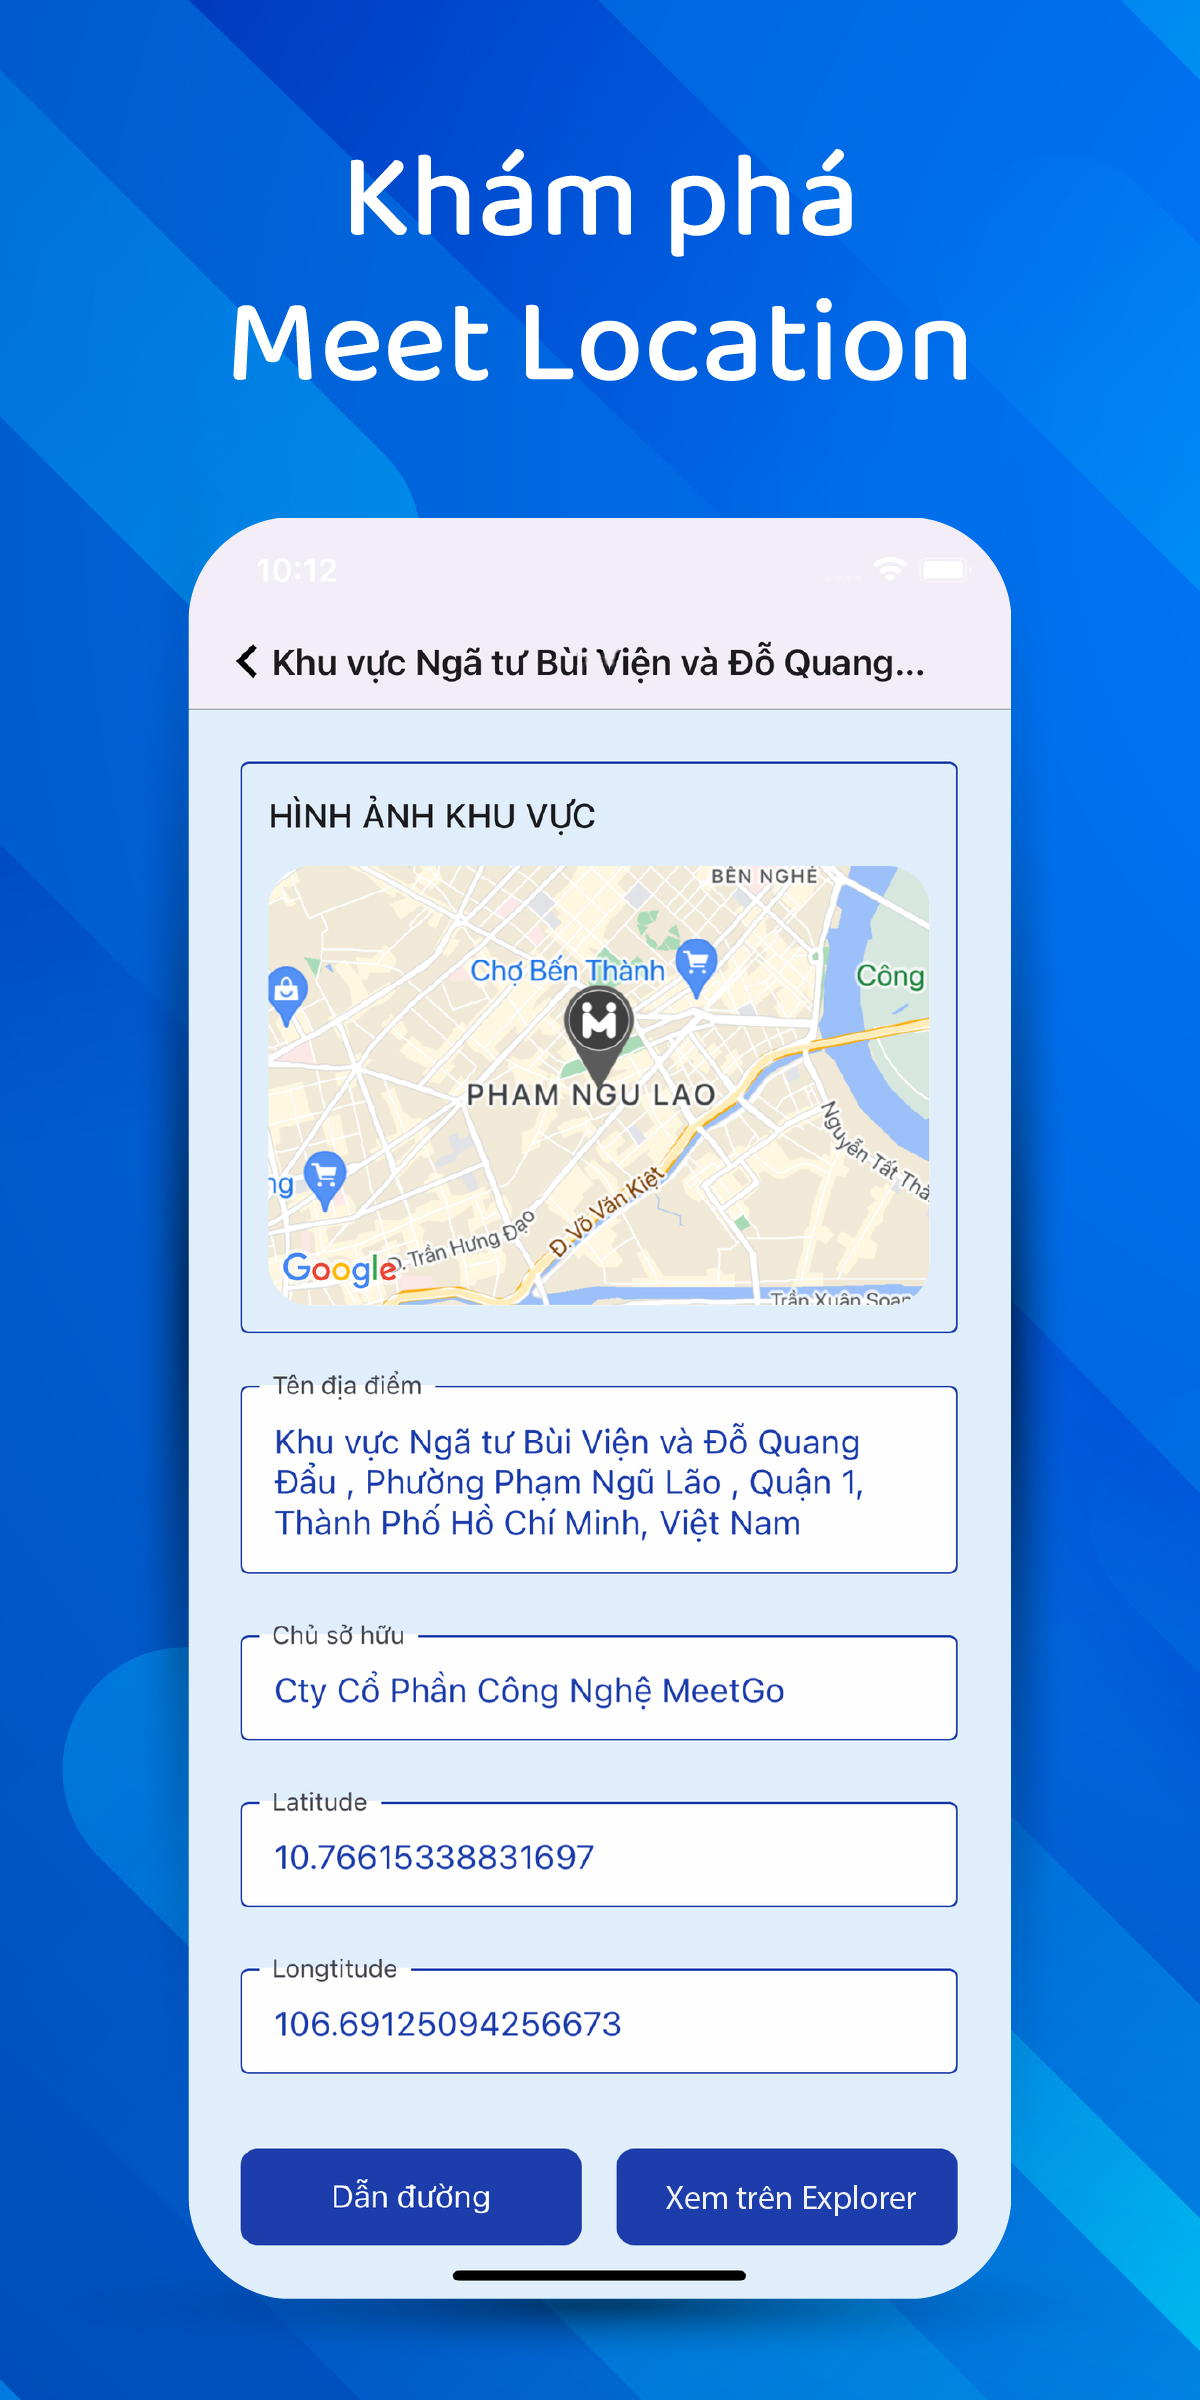 Khám phá
Meet Location
10:12
Khu vực Ngã tư Bùi Viện và Đỗ Quang...
HÌNH ẢNH KHU VỰC
BẾN NGHÉ
Chợ Bến Thành
Công
PHAM NGU LAO
Nguyễn Tất Thà
ng
Đ. Võ Văn Kiệt
Đ. Trần Hưng Đạo
Google
Trần Xuân Soạn
Tên địa điểm
Khu vực Ngã tư Bùi Viện và Đỗ Quang
Đẩu , Phường Phạm Ngũ Lão , Quận 1,
Thành Phố Hồ Chí Minh, Việt Nam
Chủ sở hữu
Cty Cổ Phần Công Nghệ MeetGo
Latitude
10.76615338831697
Longtitude
106.69125094256673
Dẫn đường
Xem trên Explorer